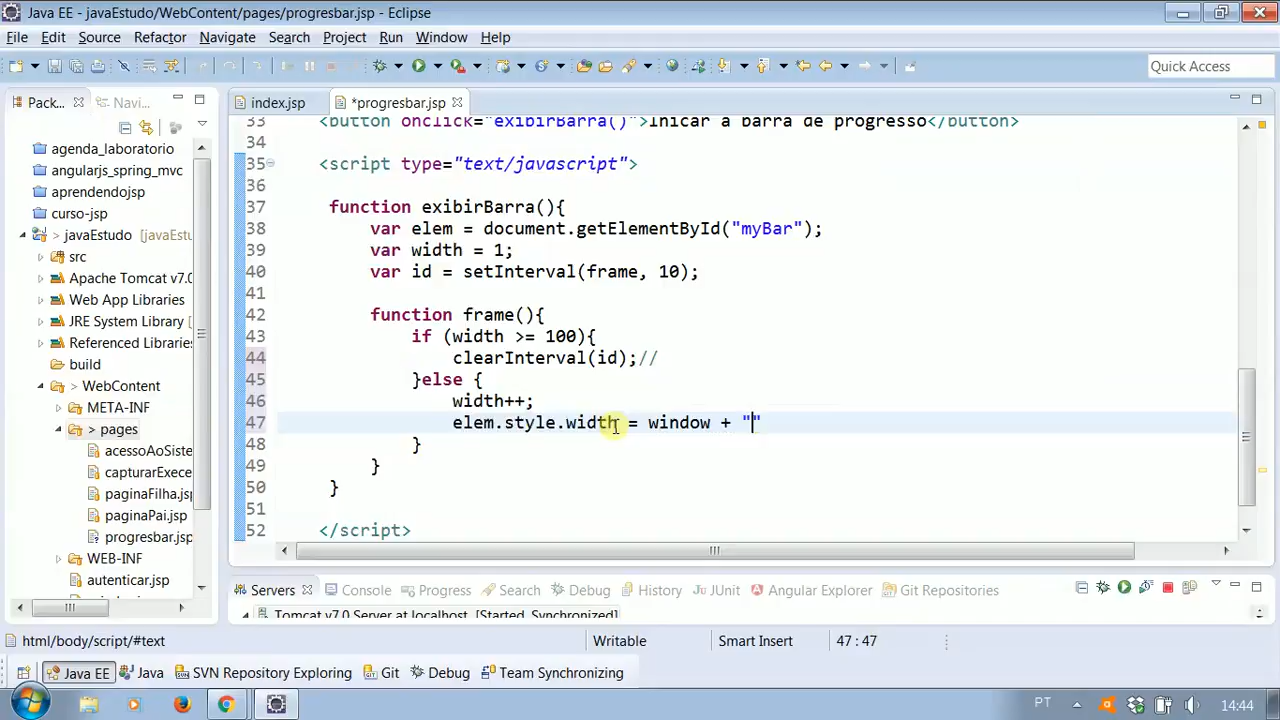 Java EE - javaEstudo/WebContent/pages/progresbar.jsp - Eclipse
File Edit Source Refactor Navigate Search Project Run Window Help
Quick Access
Pack... Navi...
index.jsp *progresbar.jsp
agenda_laboratorio
angularjs_spring_mvc
aprendendojsp
curso-jsp
javaEstudo [javaEstu
src
Apache Tomcat v7.0
Web App Libraries
JRE System Library [
Referenced Libraries
build
> WebContent
META-INF
> pages
acessoAoSiste
capturarExece
paginaFilha.jsp
paginaPai.jsp
progresbar.jsp
WEB-INF
autenticar.jsp
33 <button onclick="exibirBarra()">Inicar a barra de progresso</button>
34
35 <script type="text/javascript">
36
37 function exibirBarra(){
38 var elem = document.getElementById("myBar");
39 var width = 1;
40 var id = setInterval(frame, 10);
41
42 function frame(){
43 if (width >= 100){
44 clearInterval(id);//
45 }else {
46 width++;
47 elem.style.width = window + ""
48 }
49 }
50 }
51
52 </script>
Servers Console Progress Search Debug History JUnit Angular Explorer Git Repositories
Tomcat v7.0 Server at localhost [Started, Synchronized]
html/body/script/#text Writable Smart Insert 47 : 47
Java EE Java SVN Repository Exploring Git Debug Team Synchronizing
PT 14:44